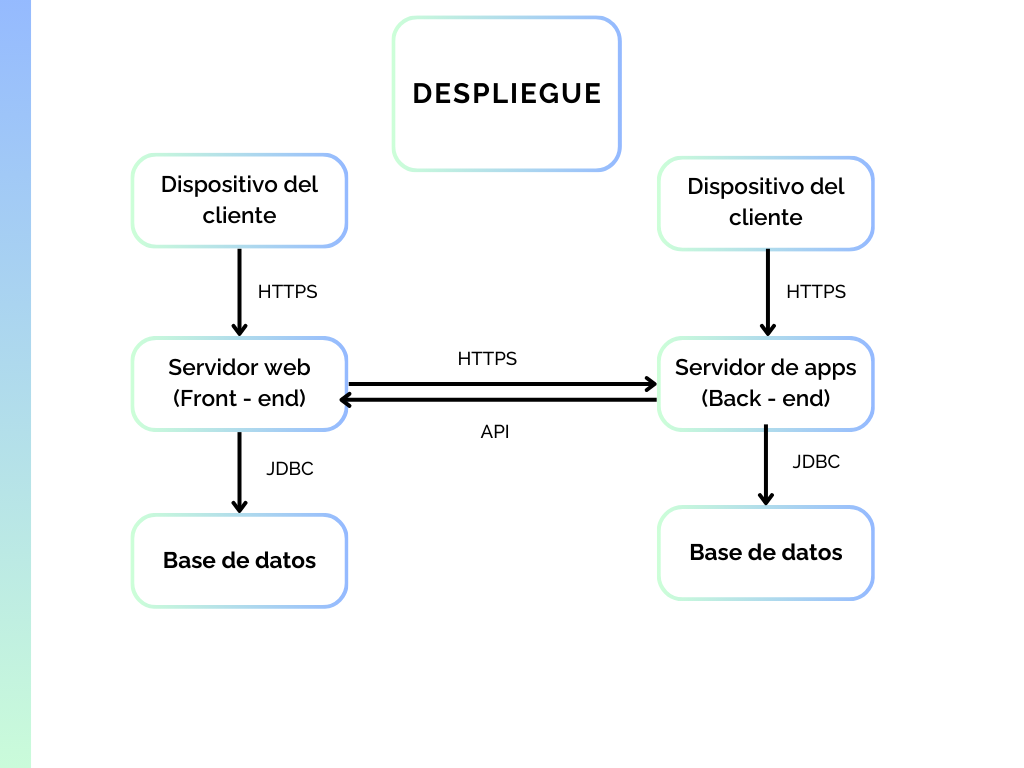 DESPLIEGUE
Dispositivo del
cliente
Dispositivo del
cliente
HTTPS
HTTPS
Servidor web
(Front - end)
HTTPS
API
Servidor de apps
(Back - end)
JDBC
JDBC
Base de datos
Base de datos